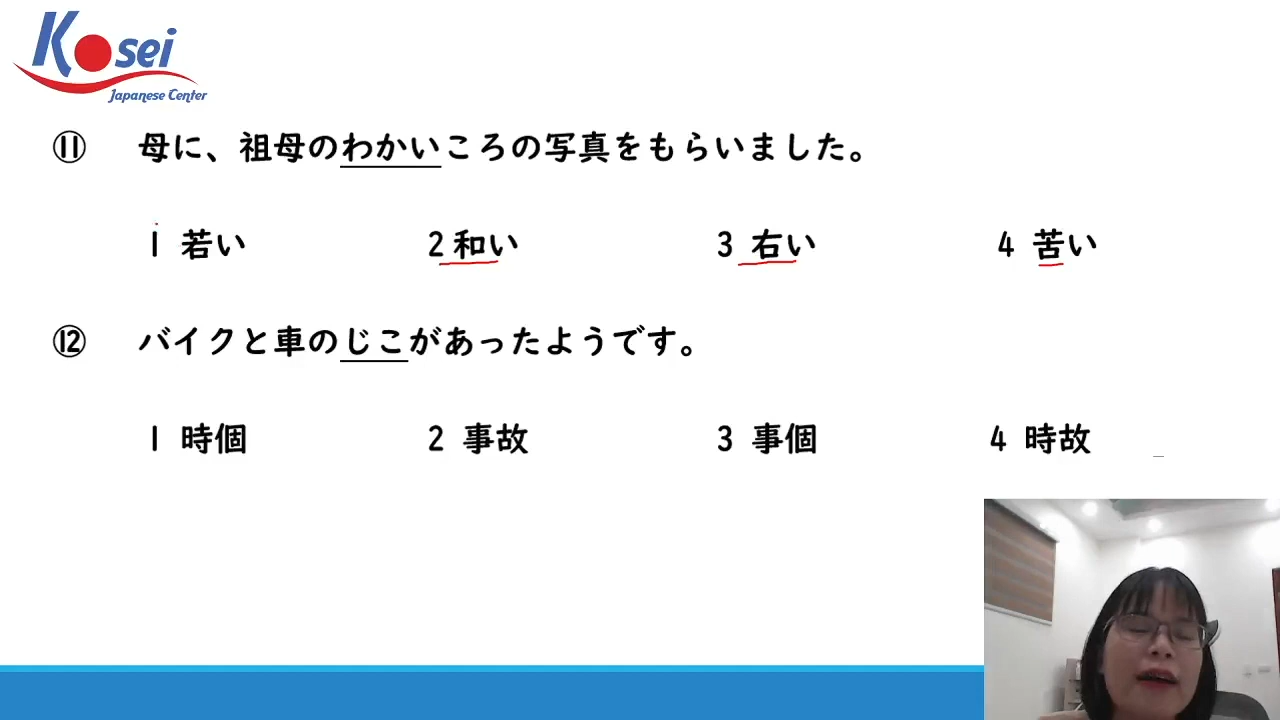 Kosei
Japanese Center
⑪ 母に、祖母のわかいころの写真をもらいました。
1 若い 2 和い 3 右い 4 苦い
⑫ バイクと車のじこがあったようです。
1 時個 2 事故 3 事個 4 時故